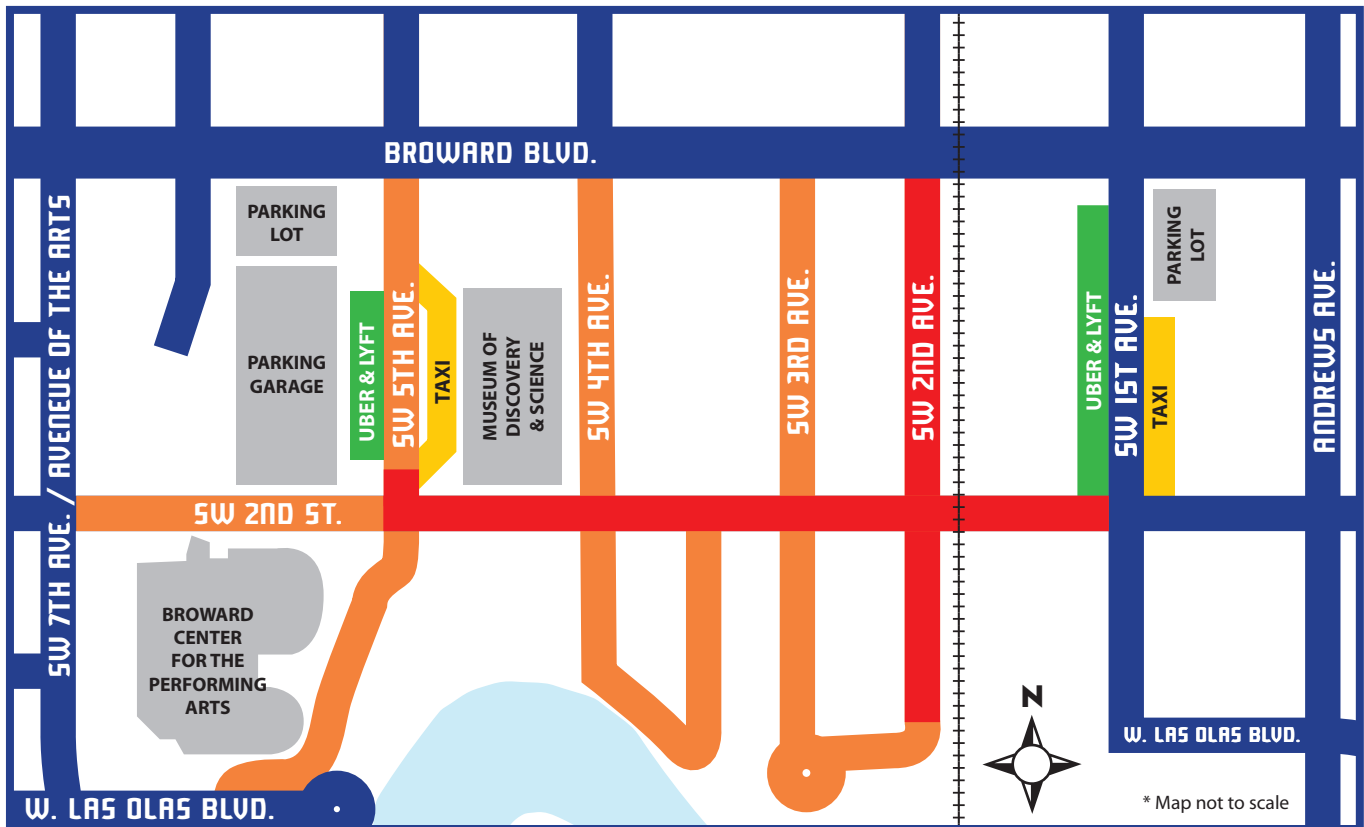 BROWARD BLVD.
SW 7TH AVE. / AVENEUE OF THE ARTS
PARKING
LOT
PARKING
GARAGE
UBER & LYFT
SW 5TH AVE.
TAXI
MUSEUM OF
DISCOVERY
& SCIENCE
SW 4TH AVE.
SW 3RD AVE.
SW 2ND AVE.
UBER & LYFT
SW 1ST AVE.
PARKING
LOT
TAXI
ANDREWS AVE.
SW 2ND ST.
BROWARD
CENTER
FOR THE
PERFORMING
ARTS
N
W. LAS OLAS BLVD.
W. LAS OLAS BLVD.
* Map not to scale